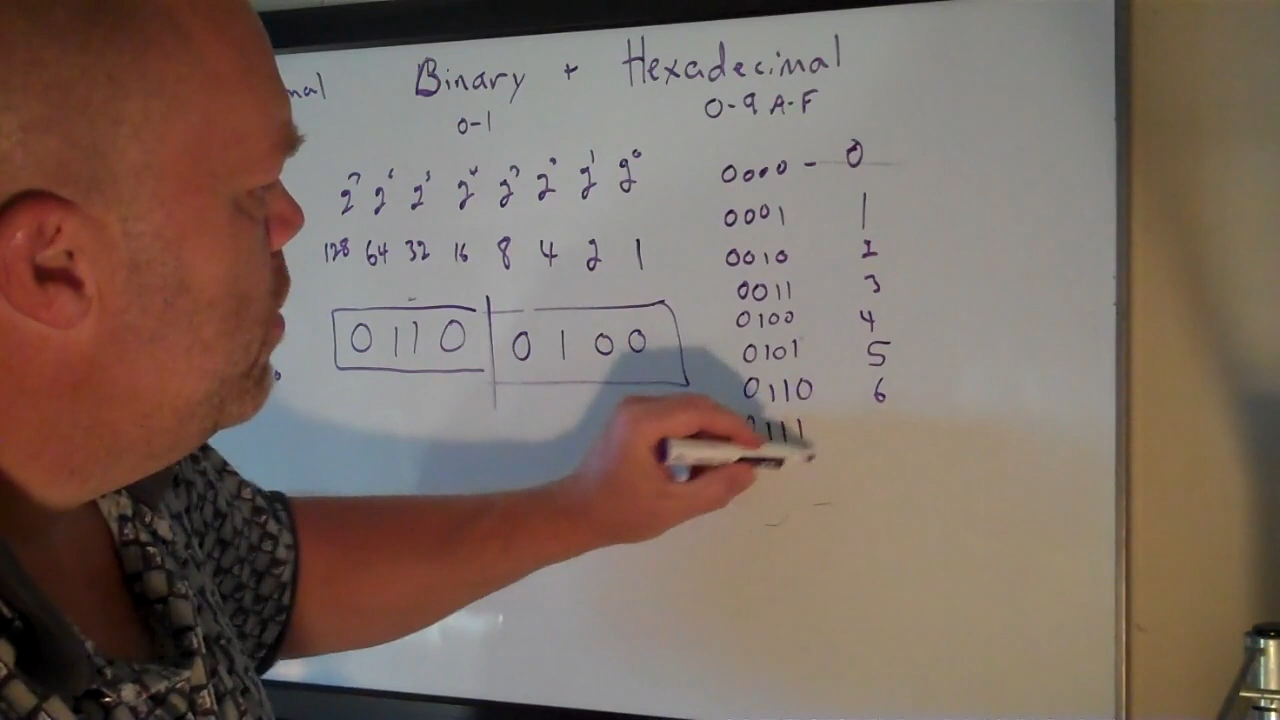 mal Binary + Hexadecimal
0-1 0-9 A-F
2⁷ 2⁶ 2⁵ 2⁴ 2³ 2² 2¹ 2⁰
128 64 32 16 8 4 2 1
0110 0100
0000 - 0
0001 1
0010 2
0011 3
0100 4
0101 5
0110 6
111